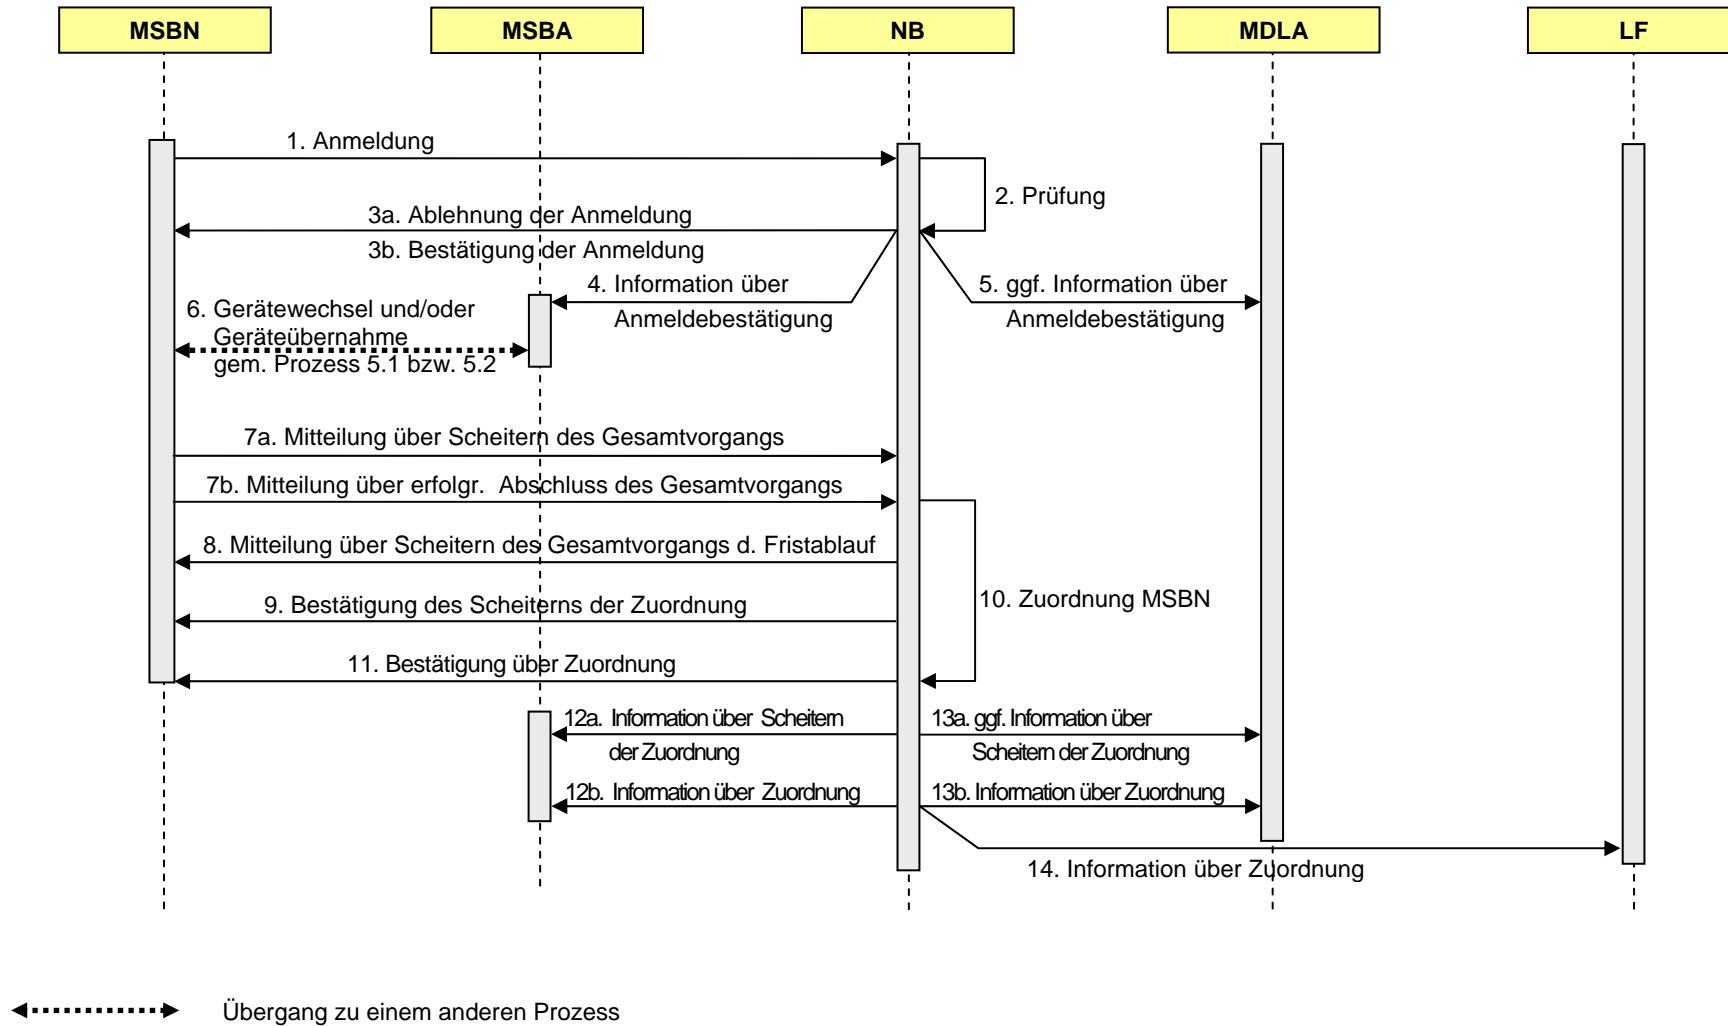 MSBN
MSBA
NB
MDLA
LF
1. Anmeldung
2. Prüfung
3a. Ablehnung der Anmeldung
3b. Bestätigung der Anmeldung
4. Information über
Anmeldebestätigung
5. ggf. Information über
Anmeldebestätigung
6. Gerätewechsel und/oder
Geräteübernahme
gem. Prozess 5.1 bzw. 5.2
7a. Mitteilung über Scheitern des Gesamtvorgangs
7b. Mitteilung über erfolgr. Abschluss des Gesamtvorgangs
8. Mitteilung über Scheitern des Gesamtvorgangs d. Fristablauf
9. Bestätigung des Scheiterns der Zuordnung
10. Zuordnung MSBN
11. Bestätigung über Zuordnung
12a. Information über Scheitern
der Zuordnung
13a. ggf. Information über
Scheitern der Zuordnung
12b. Information über Zuordnung
13b. Information über Zuordnung
14. Information über Zuordnung
Übergang zu einem anderen Prozess